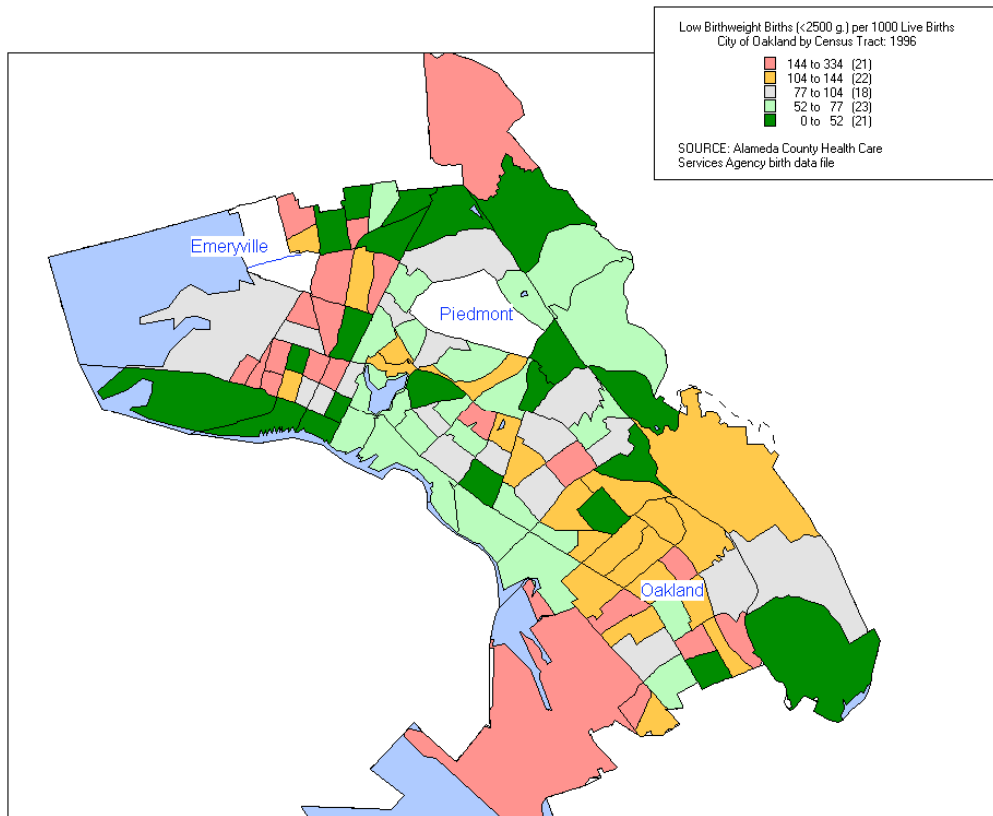 Low Birthweight Births (<2500 g.) per 1000 Live Births
City of Oakland by Census Tract: 1996
144 to 334 (21)
104 to 144 (22)
77 to 104 (18)
52 to 77 (23)
0 to 52 (21)
SOURCE: Alameda County Health Care
Services Agency birth data file
Emeryville
Piedmont
Oakland